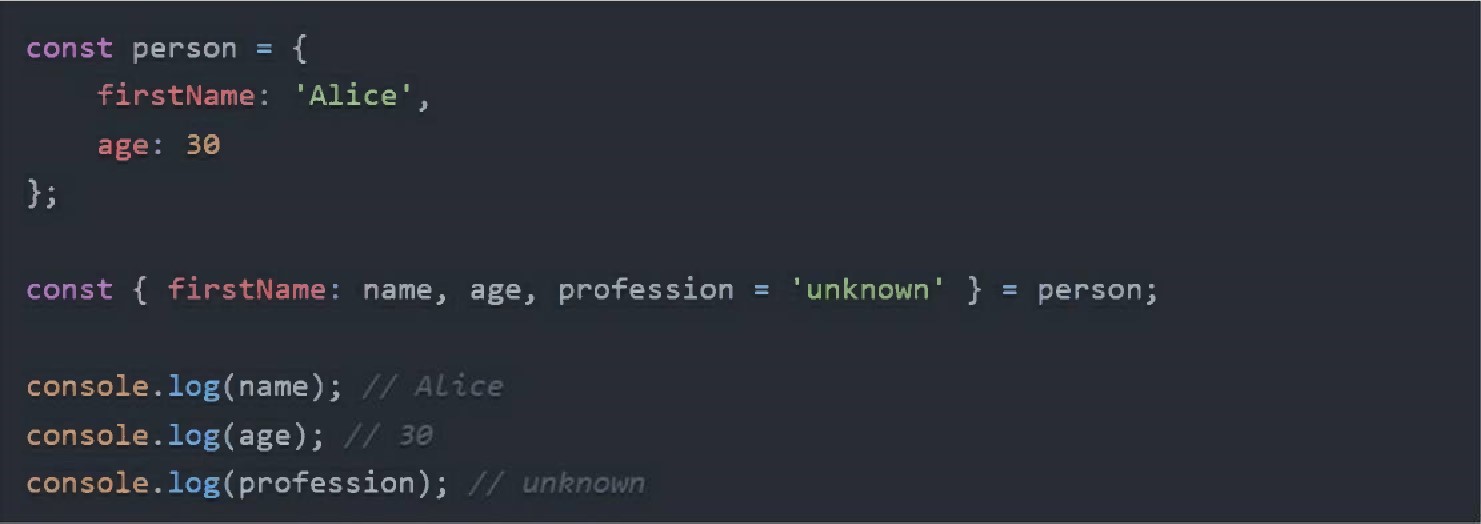 const person = {
    firstName: 'Alice',
    age: 30
};
const { firstName: name, age, profession = 'unknown' } = person;
console.log(name); // Alice
console.log(age); // 30
console.log(profession); // unknown